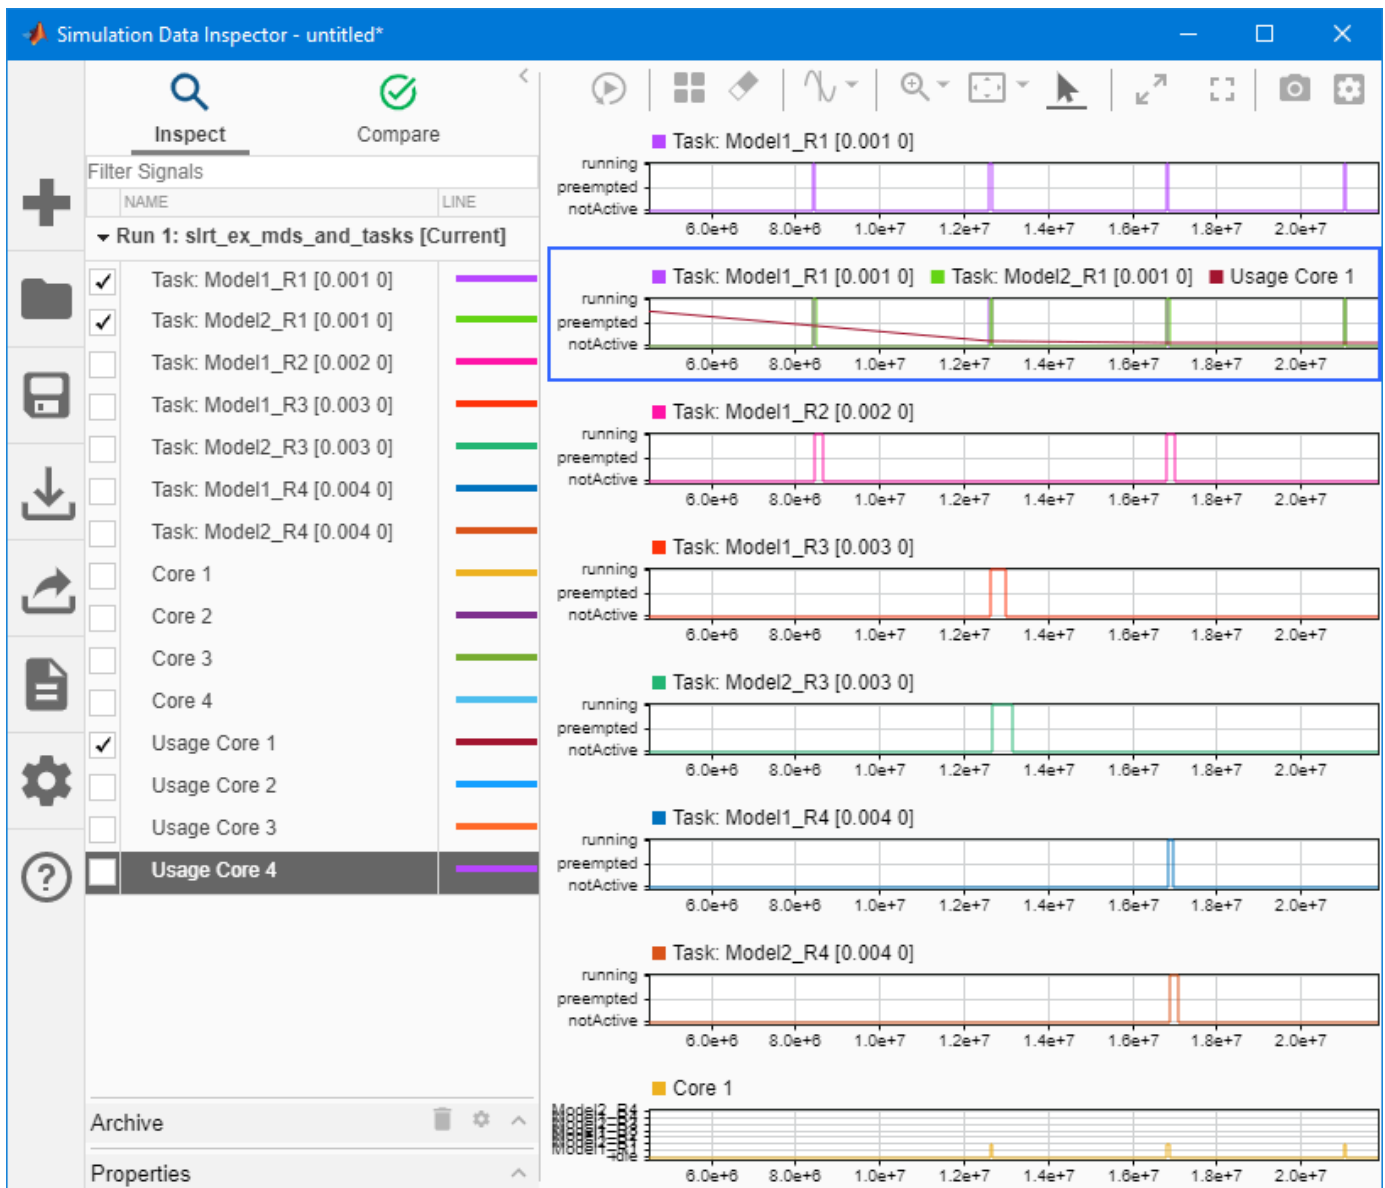 Simulation Data Inspector - untitled*
Inspect
Compare
Filter Signals
NAME
LINE
Run 1: slrt_ex_mds_and_tasks [Current]
Task: Model1_R1 [0.001 0]
Task: Model2_R1 [0.001 0]
Task: Model1_R2 [0.002 0]
Task: Model1_R3 [0.003 0]
Task: Model2_R3 [0.003 0]
Task: Model1_R4 [0.004 0]
Task: Model2_R4 [0.004 0]
Core 1
Core 2
Core 3
Core 4
Usage Core 1
Usage Core 2
Usage Core 3
Usage Core 4
Archive
Properties
Task: Model1_R1 [0.001 0]
running
preempted
notActive
6.0e+6 8.0e+6 1.0e+7 1.2e+7 1.4e+7 1.6e+7 1.8e+7 2.0e+7
Task: Model1_R1 [0.001 0] Task: Model2_R1 [0.001 0] Usage Core 1
running
preempted
notActive
6.0e+6 8.0e+6 1.0e+7 1.2e+7 1.4e+7 1.6e+7 1.8e+7 2.0e+7
Task: Model1_R2 [0.002 0]
running
preempted
notActive
6.0e+6 8.0e+6 1.0e+7 1.2e+7 1.4e+7 1.6e+7 1.8e+7 2.0e+7
Task: Model1_R3 [0.003 0]
running
preempted
notActive
6.0e+6 8.0e+6 1.0e+7 1.2e+7 1.4e+7 1.6e+7 1.8e+7 2.0e+7
Task: Model2_R3 [0.003 0]
running
preempted
notActive
6.0e+6 8.0e+6 1.0e+7 1.2e+7 1.4e+7 1.6e+7 1.8e+7 2.0e+7
Task: Model1_R4 [0.004 0]
running
preempted
notActive
6.0e+6 8.0e+6 1.0e+7 1.2e+7 1.4e+7 1.6e+7 1.8e+7 2.0e+7
Task: Model2_R4 [0.004 0]
running
preempted
notActive
6.0e+6 8.0e+6 1.0e+7 1.2e+7 1.4e+7 1.6e+7 1.8e+7 2.0e+7
Core 1
Model2_R4
Model1_R1
idle
6.0e+6 8.0e+6 1.0e+7 1.2e+7 1.4e+7 1.6e+7 1.8e+7 2.0e+7